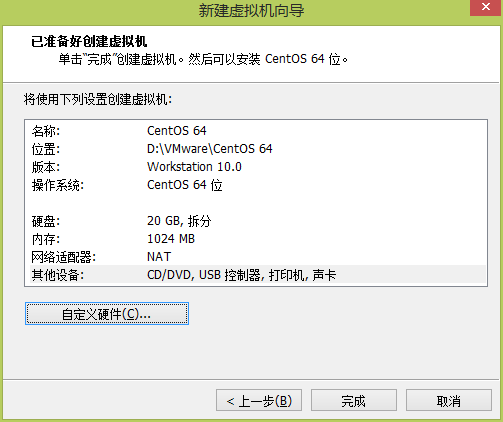 新建虚拟机向导
已准备好创建虚拟机
单击“完成”创建虚拟机。然后可以安装 CentOS 64 位。
将使用下列设置创建虚拟机:
名称: CentOS 64
位置: D:\VMware\CentOS 64
版本: Workstation 10.0
操作系统: CentOS 64 位
硬盘: 20 GB, 拆分
内存: 1024 MB
网络适配器: NAT
其他设备: CD/DVD, USB 控制器, 打印机, 声卡
自定义硬件(C)...
< 上一步(B) 完成 取消